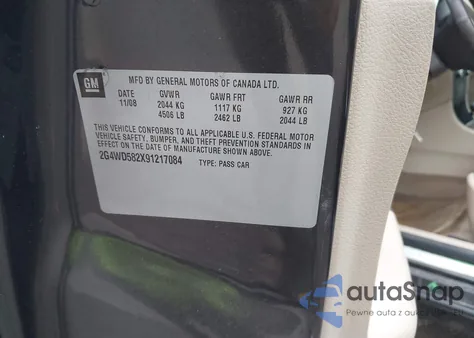 GM
MFD BY GENERAL MOTORS OF CANADA LTD.
DATE GVWR GAWR FRT GAWR RR
11/08 2044 KG 1117 KG 927 KG
4506 LB 2462 LB 2044 LB
THIS VEHICLE CONFORMS TO ALL APPLICABLE U.S. FEDERAL MOTOR
VEHICLE SAFETY, BUMPER, AND THEFT PREVENTION STANDARDS IN
EFFECT ON THE DATE OF MANUFACTURE SHOWN ABOVE.
2G4WD582X91217084 TYPE: PASS CAR
autoSnap
Pewne auta z aukcji